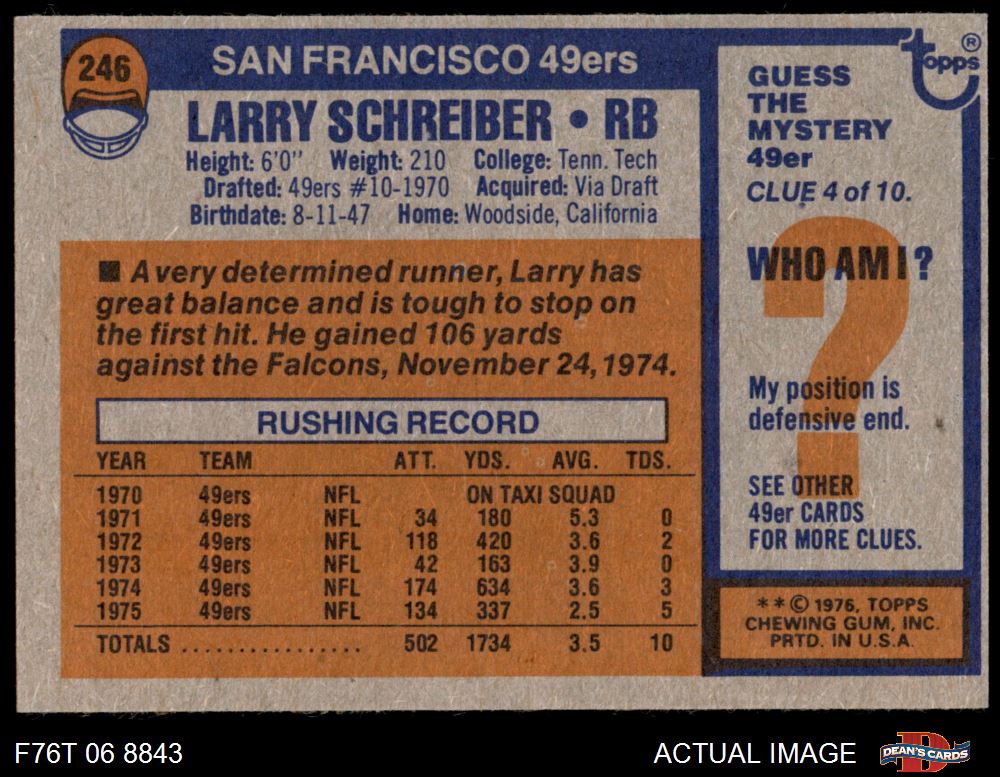 246
SAN FRANCISCO 49ers
LARRY SCHREIBER • RB
Height: 6'0" Weight: 210 College: Tenn. Tech
Drafted: 49ers #10-1970 Acquired: Via Draft
Birthdate: 8-11-47 Home: Woodside, California
■ A very determined runner, Larry has
great balance and is tough to stop on
the first hit. He gained 106 yards
against the Falcons, November 24, 1974.
RUSHING RECORD
YEAR TEAM ATT. YDS. AVG. TDS.
1970 49ers NFL ON TAXI SQUAD
1971 49ers NFL 34 180 5.3 0
1972 49ers NFL 118 420 3.6 2
1973 49ers NFL 42 163 3.9 0
1974 49ers NFL 174 634 3.6 3
1975 49ers NFL 134 337 2.5 5
TOTALS ................ 502 1734 3.5 10
topps ®
GUESS
THE
MYSTERY
49er
CLUE 4 of 10.
WHO AM I ?
?
My position is
defensive end.
SEE OTHER
49er CARDS
FOR MORE CLUES.
**© 1976, TOPPS
CHEWING GUM, INC.
PRTD. IN U.S.A.
F76T 06 8843
ACTUAL IMAGE
D
DEAN'S CARDS